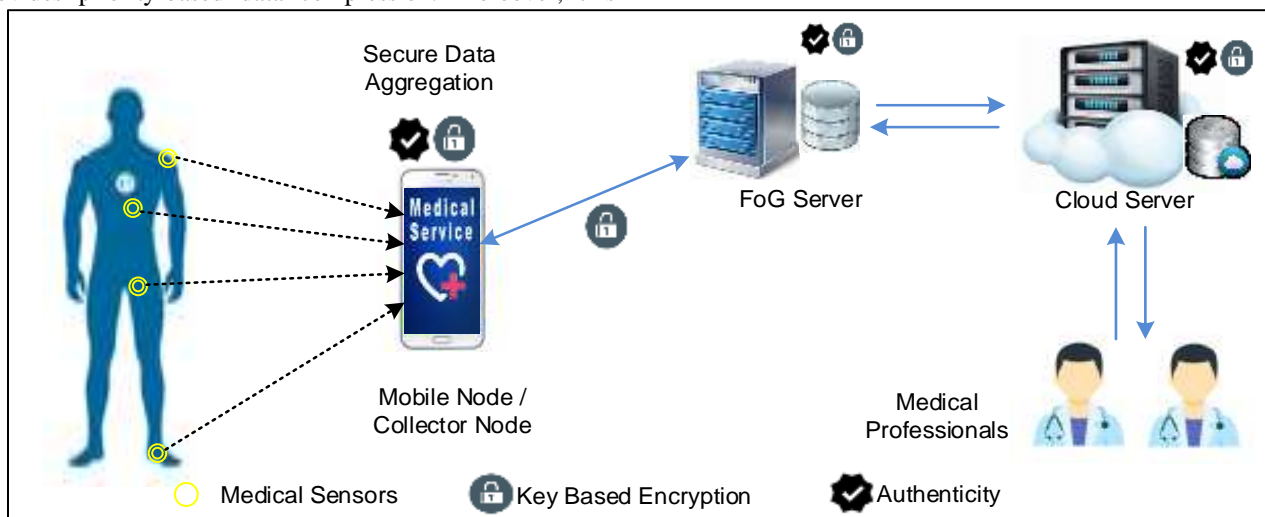 Secure Data
Aggregation
Medical
Service
Mobile Node /
Collector Node
FoG Server
Cloud Server
Medical
Professionals
Medical Sensors
Key Based Encryption
Authenticity